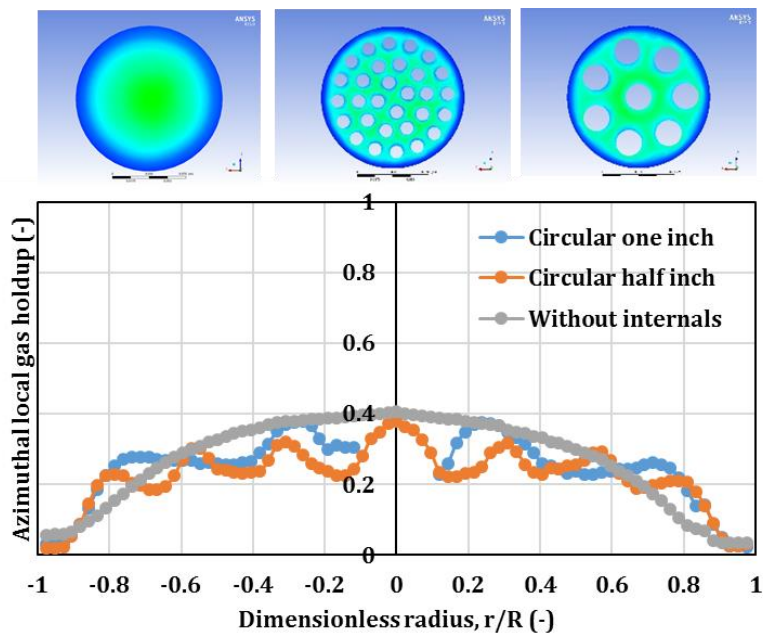 ANSYS
ANSYS
ANSYS
1
0.8
0.6
0.4
0.2
0
Circular one inch
Circular half inch
Without internals
Azimuthal local gas holdup (-)
-1 -0.8 -0.6 -0.4 -0.2 0 0.2 0.4 0.6 0.8 1
Dimensionless radius, r/R (-)